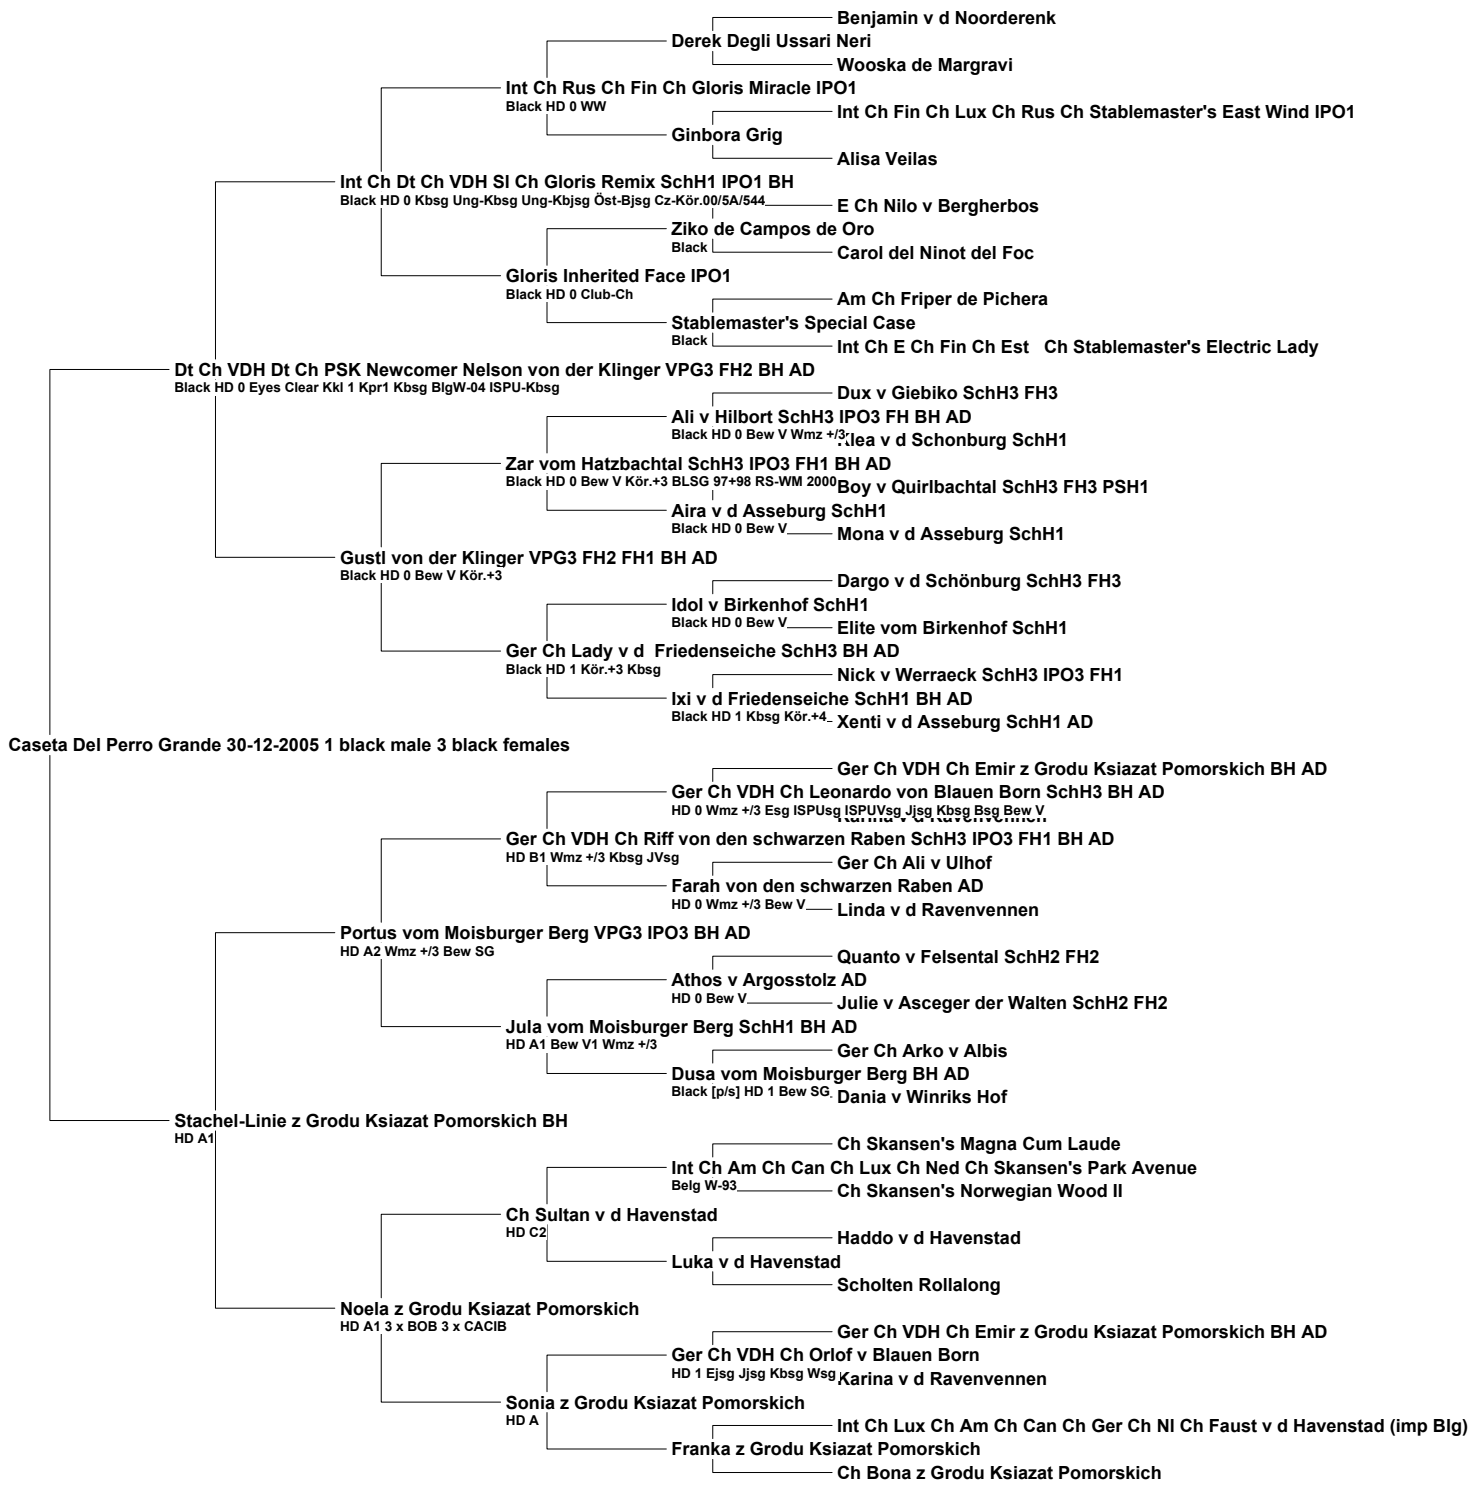 Benjamin v d Noorderenk
Derek Degli Ussari Neri
Wooska de Margravi
Int Ch Rus Ch Fin Ch Gloris Miracle IPO1
Black HD 0 WW
Int Ch Fin Ch Lux Ch Rus Ch Stablemaster's East Wind IPO1
Ginbora Grig
Alisa Veilas
Int Ch Dt Ch VDH SI Ch Gloris Remix SchH1 IPO1 BH
Black HD 0 Kbsg Ung-Kbsg Ung-Kbjsg Öst-Bjsg Cz-Kör.00/5A/544
E Ch Nilo v Bergherbos
Ziko de Campos de Oro
Black
Carol del Ninot del Foc
Gloris Inherited Face IPO1
Black HD 0 Club-Ch
Am Ch Friper de Pichera
Stablemaster's Special Case
Black
Int Ch E Ch Fin Ch Est Ch Stablemaster's Electric Lady
Dt Ch VDH Dt Ch PSK Newcomer Nelson von der Klinger VPG3 FH2 BH AD
Black HD 0 Eyes Clear Kkl 1 Kpr1 Kbsg BlgW-04 ISPU-Kbsg
Dux v Giebiko SchH3 FH3
Ali v Hilbort SchH3 IPO3 FH BH AD
Black HD 0 Bew V Wmz +/3
Klea v d Schonburg SchH1
Zar vom Hatzbachtal SchH3 IPO3 FH1 BH AD
Black HD 0 Bew V Kör.+3 BLSG 97+98 RS-WM 2000
Boy v Quirlbachtal SchH3 FH3 PSH1
Aira v d Asseburg SchH1
Black HD 0 Bew V
Mona v d Asseburg SchH1
Gustl von der Klinger VPG3 FH2 FH1 BH AD
Black HD 0 Bew V Kör.+3
Dargo v d Schönburg SchH3 FH3
Idol v Birkenhof SchH1
Black HD 0 Bew V
Elite vom Birkenhof SchH1
Ger Ch Lady v d Friedenseiche SchH3 BH AD
Black HD 1 Kör.+3 Kbsg
Nick v Werraeck SchH3 IPO3 FH1
Ixi v d Friedenseiche SchH1 BH AD
Black HD 1 Kbsg Kör.+4
Xenti v d Asseburg SchH1 AD
Caseta Del Perro Grande 30-12-2005 1 black male 3 black females
Ger Ch VDH Ch Emir z Grodu Ksiazat Pomorskich BH AD
Ger Ch VDH Ch Leonardo von Blauen Born SchH3 BH AD
HD 0 Wmz +/3 Esg ISPUsg ISPUVsg Jjsg Kbsg Bsg Bew V
Karina v d Ravenvennen
Ger Ch VDH Ch Riff von den schwarzen Raben SchH3 IPO3 FH1 BH AD
HD B1 Wmz +/3 Kbsg JVsg
Ger Ch Ali v Ulhof
Farah von den schwarzen Raben AD
HD 0 Wmz +/3 Bew V
Linda v d Ravenvennen
Portus vom Moisburger Berg VPG3 IPO3 BH AD
HD A2 Wmz +/3 Bew SG
Quanto v Felsental SchH2 FH2
Athos v Argosstolz AD
HD 0 Bew V
Julie v Asceger der Walten SchH2 FH2
Jula vom Moisburger Berg SchH1 BH AD
HD A1 Bew V1 Wmz +/3
Ger Ch Arko v Albis
Dusa vom Moisburger Berg BH AD
Black [p/s] HD 1 Bew SG
Dania v Winriks Hof
Stachel-Linie z Grodu Ksiazat Pomorskich BH
HD A1
Ch Skansen's Magna Cum Laude
Int Ch Am Ch Can Ch Lux Ch Ned Ch Skansen's Park Avenue
Belg W-93
Ch Skansen's Norwegian Wood II
Ch Sultan v d Havenstad
HD C2
Haddo v d Havenstad
Luka v d Havenstad
Scholten Rollalong
Noela z Grodu Ksiazat Pomorskich
HD A1 3 x BOB 3 x CACIB
Ger Ch VDH Ch Emir z Grodu Ksiazat Pomorskich BH AD
Ger Ch VDH Ch Orlof v Blauen Born
HD 1 Ejsg Jjsg Kbsg Wsg
Karina v d Ravenvennen
Sonia z Grodu Ksiazat Pomorskich
HD A
Int Ch Lux Ch Am Ch Can Ch Ger Ch Nl Ch Faust v d Havenstad (imp Blg)
Franka z Grodu Ksiazat Pomorskich
Ch Bona z Grodu Ksiazat Pomorskich